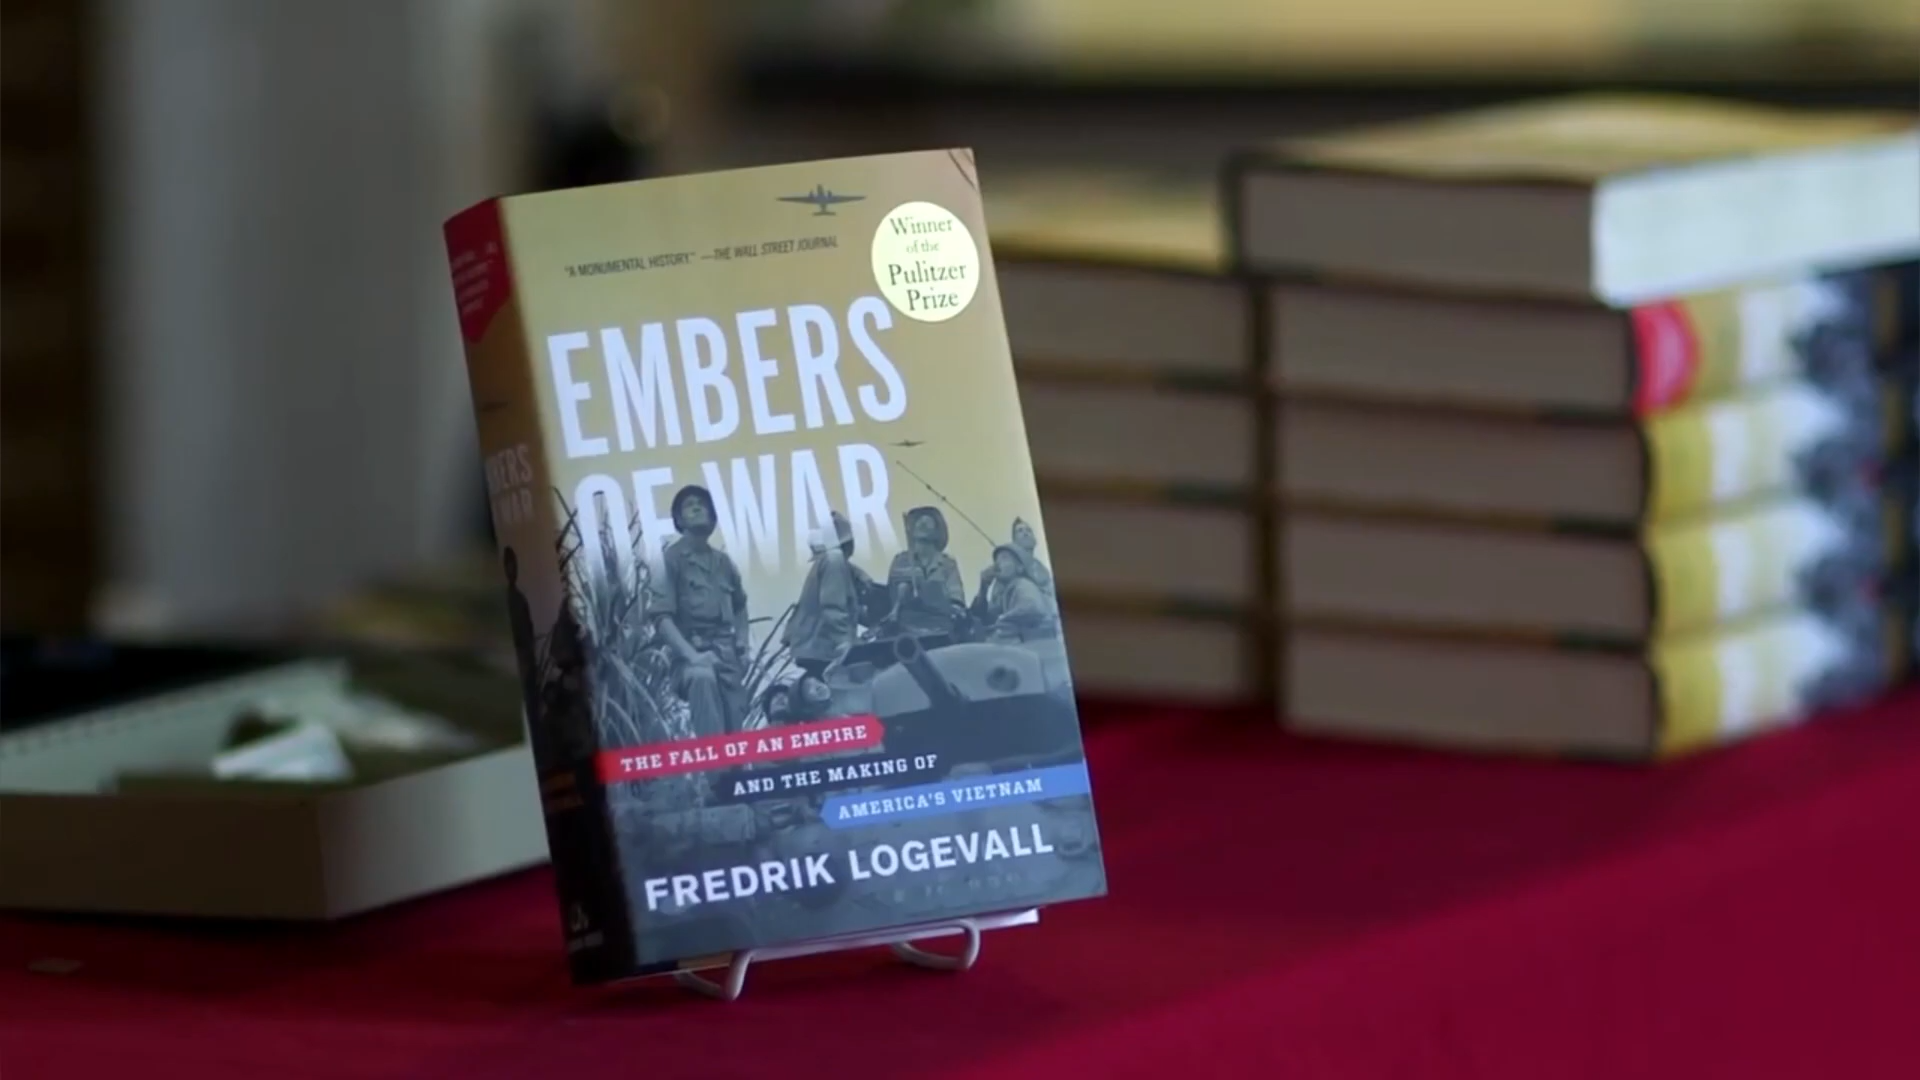 "A MONUMENTAL HISTORY." —THE WALL STREET JOURNAL
Winner
of the
Pulitzer
Prize
EMBERS
OF WAR
THE FALL OF AN EMPIRE
AND THE MAKING OF
AMERICA'S VIETNAM
FREDRIK LOGEVALL